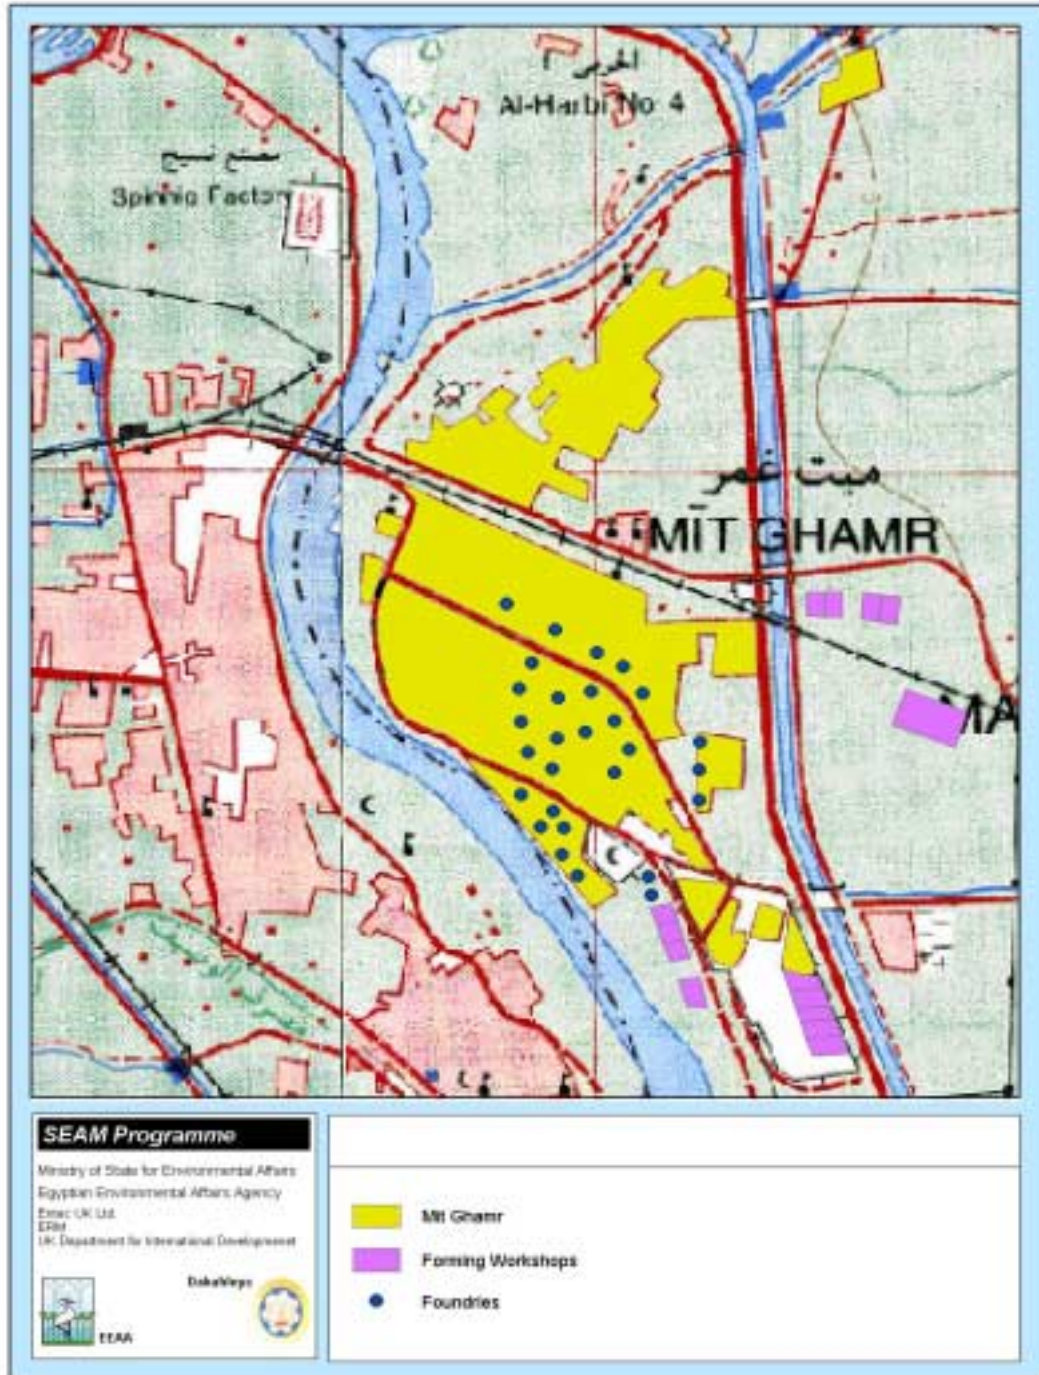 الحربي ٤
Al-Harbi No 4
مصنع نسيج
Spinnig Factory
ميت غمر
MĪT GHAMR
MA
SEAM Programme
Ministry of State for Environmental Affairs
Egyptian Environmental Affairs Agency
Entec UK Ltd.
ERM
UK Department for International Development
Dakahleya
EEAA
Mit Ghamr
Forming Workshops
Foundries